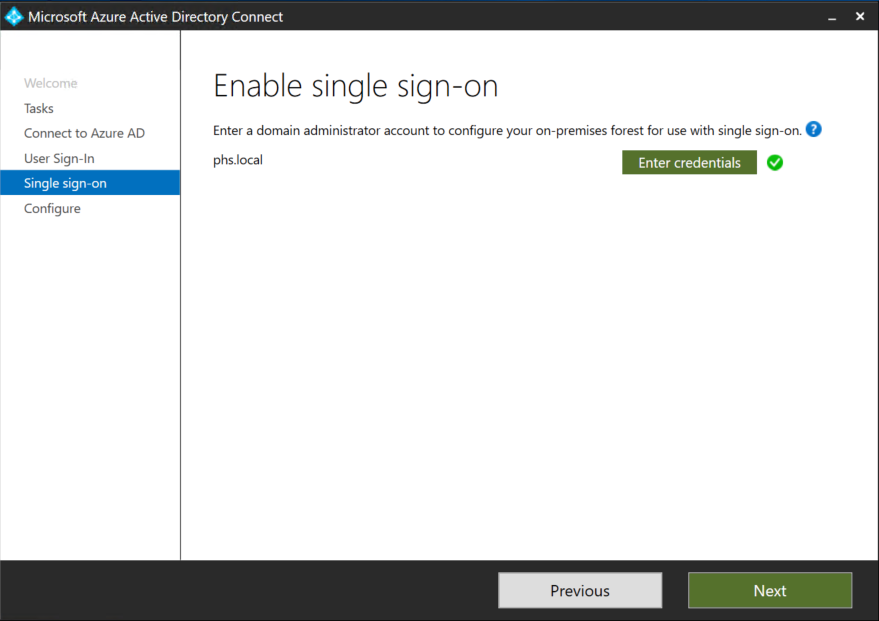 Microsoft Azure Active Directory Connect
Welcome
Tasks
Connect to Azure AD
User Sign-In
Single sign-on
Configure
Enable single sign-on
Enter a domain administrator account to configure your on-premises forest for use with single sign-on. ?
phs.local
Enter credentials
Previous
Next